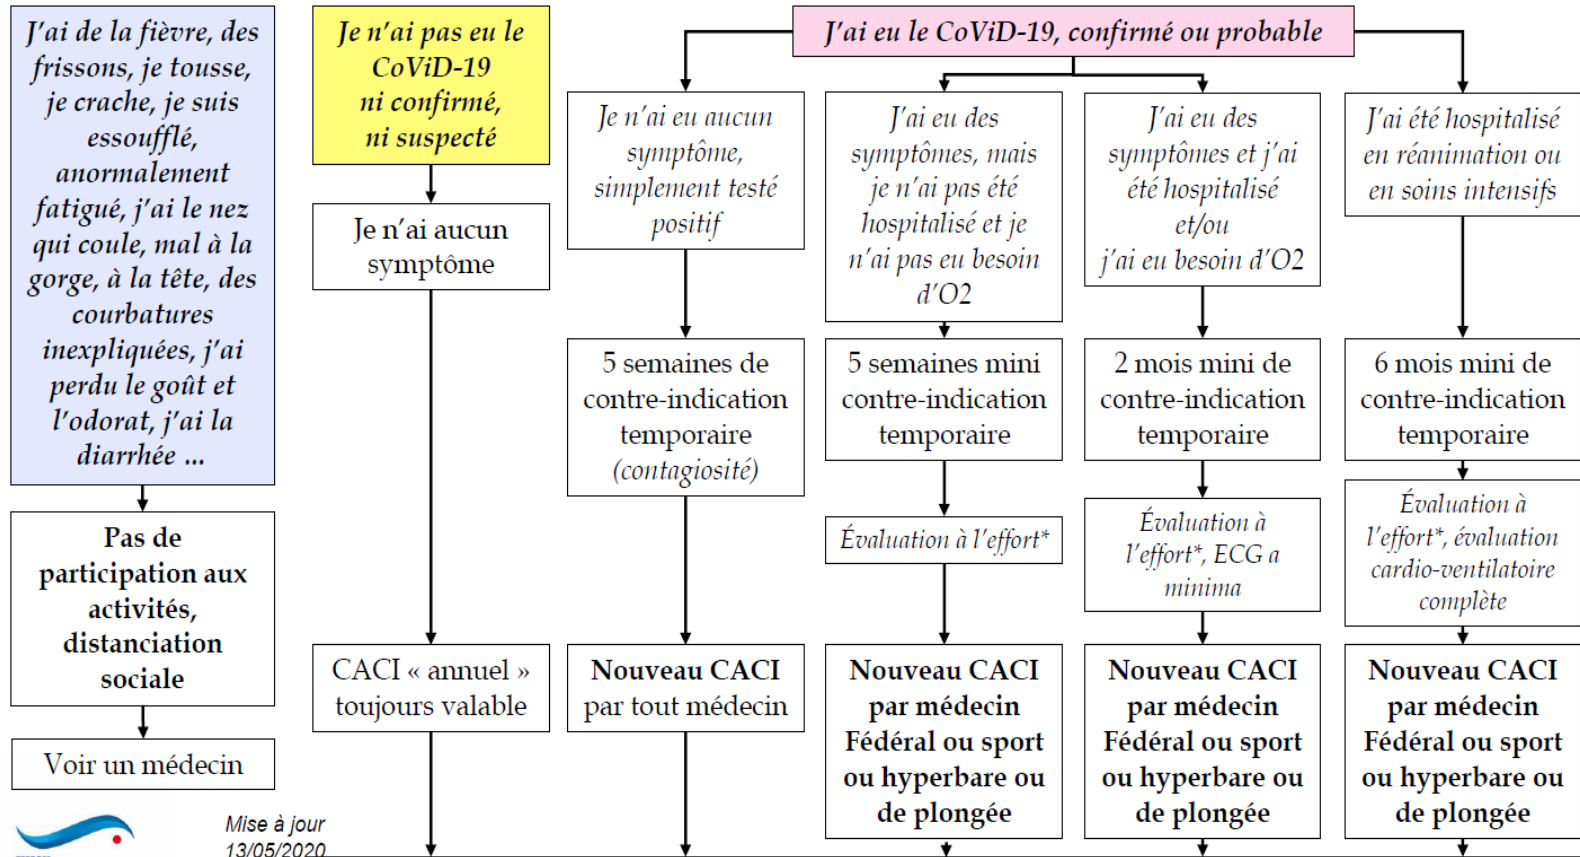 J'ai de la fièvre, des
frissons, je tousse,
je crache, je suis
essoufflé,
anormalement
fatigué, j'ai le nez
qui coule, mal à la
gorge, à la tête, des
courbatures
inexpliquées, j'ai
perdu le goût et
l'odorat, j'ai la
diarrhée ...
Pas de
participation aux
activités,
distanciation
sociale
Voir un médecin
Je n'ai pas eu le
CoViD-19
ni confirmé,
ni suspecté
Je n'ai aucun
symptôme
CACI « annuel »
toujours valable
J'ai eu le CoViD-19, confirmé ou probable
Je n'ai eu aucun
symptôme,
simplement testé
positif
5 semaines de
contre-indication
temporaire
(contagiosité)
Nouveau CACI
par tout médecin
J'ai eu des
symptômes, mais
je n'ai pas été
hospitalisé et je
n'ai pas eu besoin
d'O2
5 semaines mini
contre-indication
temporaire
Évaluation à l'effort*
Nouveau CACI
par médecin
Fédéral ou sport
ou hyperbare ou
de plongée
J'ai eu des
symptômes et j'ai
été hospitalisé
et/ou
j'ai eu besoin d'O2
2 mois mini de
contre-indication
temporaire
Évaluation à
l'effort*, ECG a
minima
Nouveau CACI
par médecin
Fédéral ou sport
ou hyperbare ou
de plongée
J'ai été hospitalisé
en réanimation ou
en soins intensifs
6 mois mini de
contre-indication
temporaire
Évaluation à
l'effort*, évaluation
cardio-ventilatoire
complète
Nouveau CACI
par médecin
Fédéral ou sport
ou hyperbare ou
de plongée
Mise à jour
13/05/2020